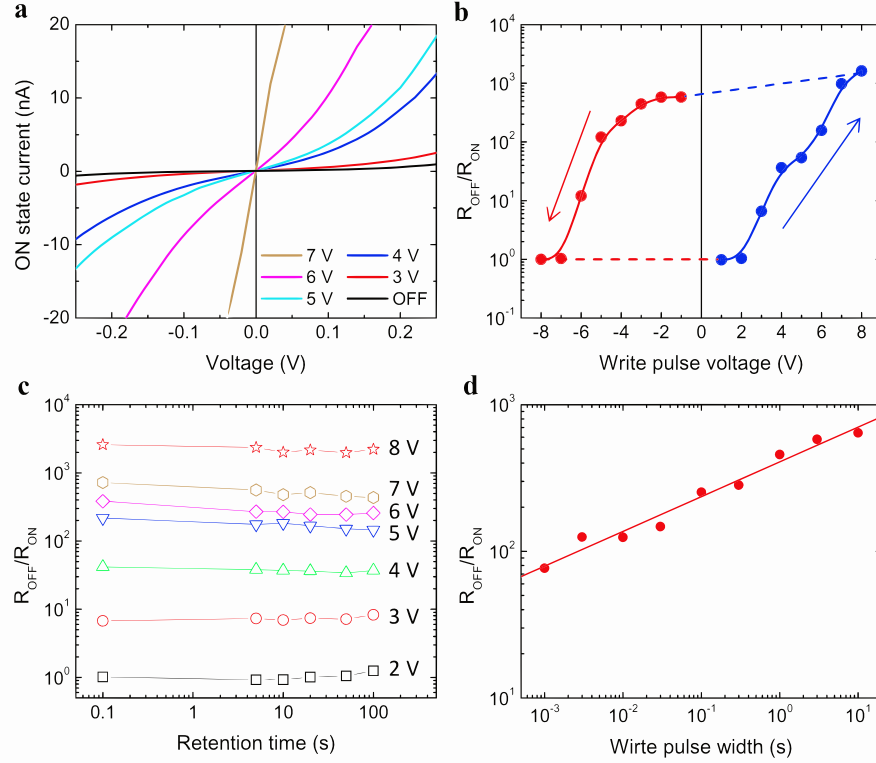 a
ON state current (nA)
20
10
0
-10
-20
-0.2
-0.1
0.0
0.1
0.2
Voltage (V)
7 V
6 V
5 V
4 V
3 V
OFF
b
R_OFF/R_ON
10^4
10^3
10^2
10^1
10^0
10^-1
-8
-6
-4
-2
0
2
4
6
8
Write pulse voltage (V)
c
R_OFF/R_ON
10^4
10^3
10^2
10^1
10^0
0.1
1
10
100
Retention time (s)
8 V
7 V
6 V
5 V
4 V
3 V
2 V
d
R_OFF/R_ON
10^3
10^2
10^1
10^-3
10^-2
10^-1
10^0
10^1
Wirte pulse width (s)